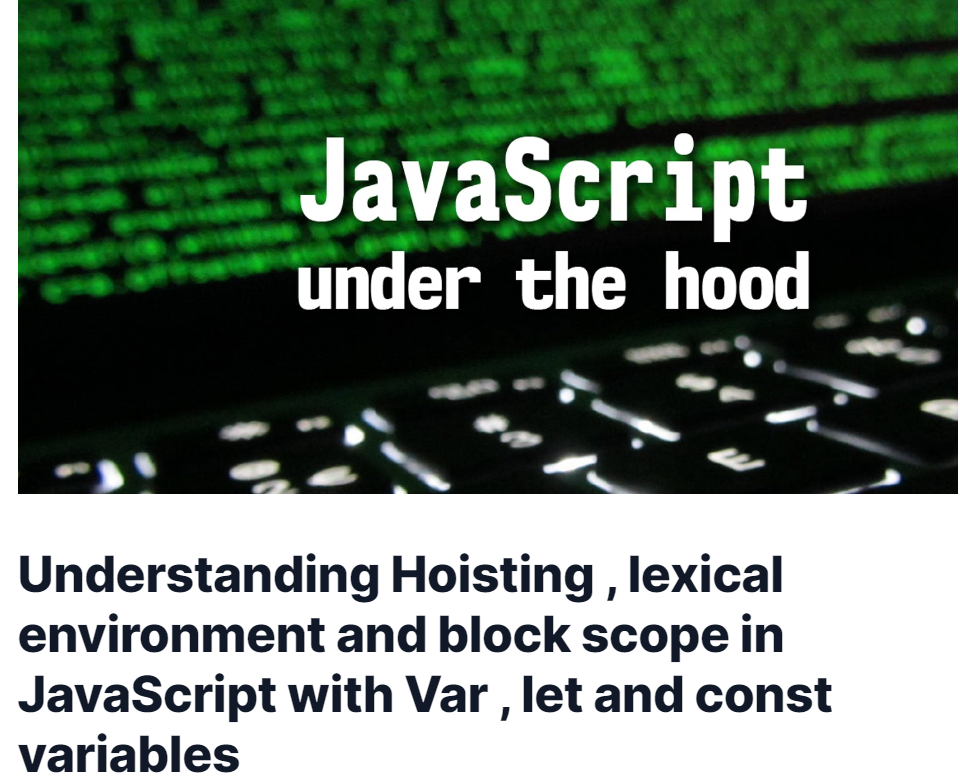 JavaScript
under the hood
Understanding Hoisting , lexical
environment and block scope in
JavaScript with Var , let and const
variables